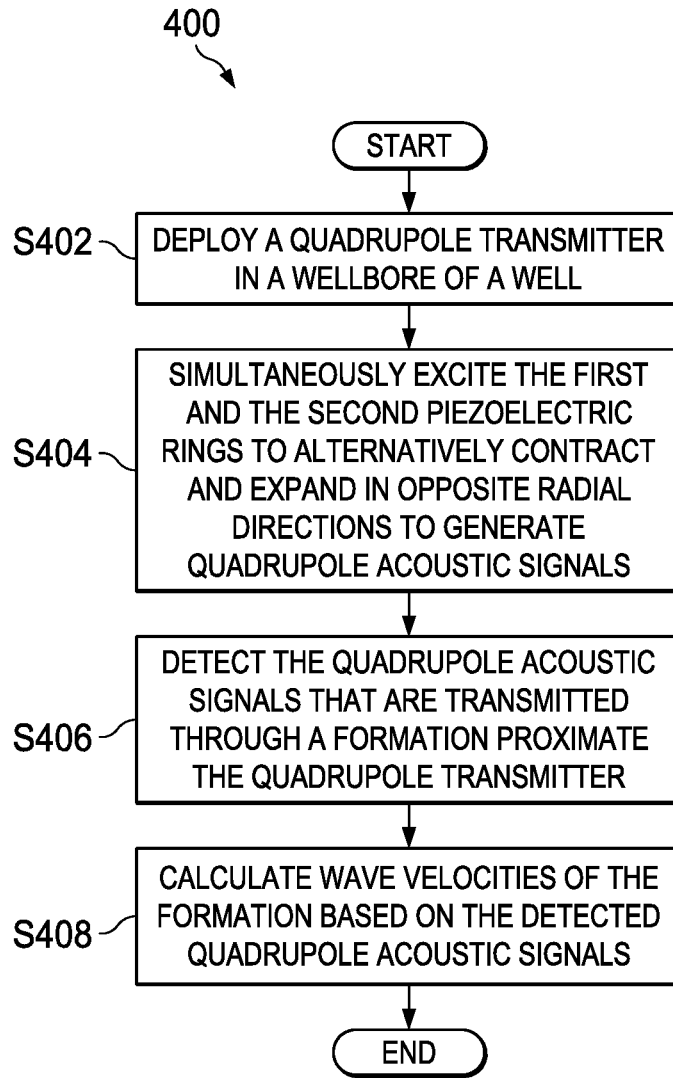 400
START
S402
DEPLOY A QUADRUPOLE TRANSMITTER
IN A WELLBORE OF A WELL
S404
SIMULTANEOUSLY EXCITE THE FIRST
AND THE SECOND PIEZOELECTRIC
RINGS TO ALTERNATIVELY CONTRACT
AND EXPAND IN OPPOSITE RADIAL
DIRECTIONS TO GENERATE
QUADRUPOLE ACOUSTIC SIGNALS
S406
DETECT THE QUADRUPOLE ACOUSTIC
SIGNALS THAT ARE TRANSMITTED
THROUGH A FORMATION PROXIMATE
THE QUADRUPOLE TRANSMITTER
S408
CALCULATE WAVE VELOCITIES OF THE
FORMATION BASED ON THE DETECTED
QUADRUPOLE ACOUSTIC SIGNALS
END